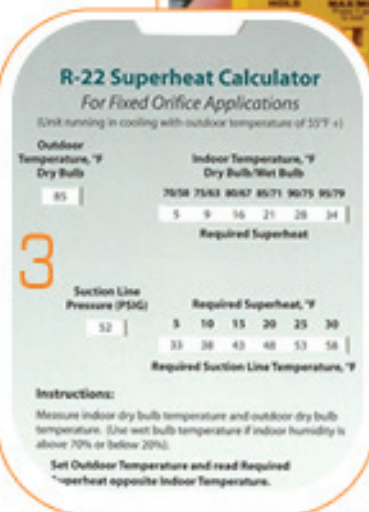 HOLD
R-22 Superheat Calculator
For Fixed Orifice Applications
(Unit running in cooling with outdoor temperature of 55°F +)
Outdoor
Temperature, °F
Dry Bulb
85
Indoor Temperature, °F
Dry Bulb/Wet Bulb
70/58 75/63 80/67 85/71 90/75 95/79
5 9 16 21 28 34
Required Superheat
3
Suction Line
Pressure (PSIG)
52
Required Superheat, °F
5 10 15 20 25 30
33 38 43 48 53 58
Required Suction Line Temperature, °F
Instructions:
Measure indoor dry bulb temperature and outdoor dry bulb
temperature. (Use wet bulb temperature if indoor humidity is
above 70% or below 20%).
Set Outdoor Temperature and read Required
Superheat opposite Indoor Temperature.